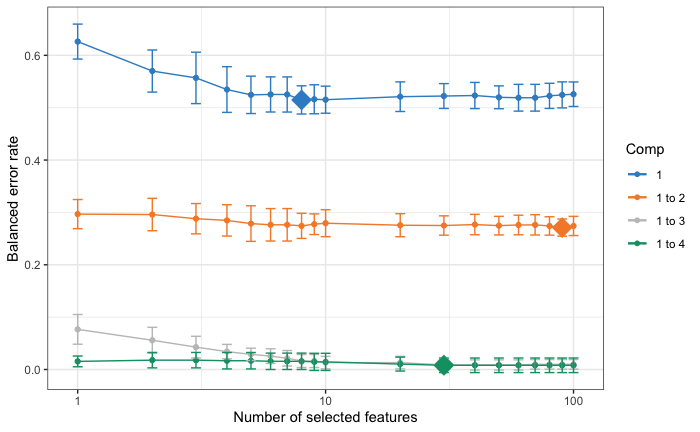 Balanced error rate
0.6
0.4
0.2
0.0
1
10
100
Number of selected features
Comp
1
1 to 2
1 to 3
1 to 4